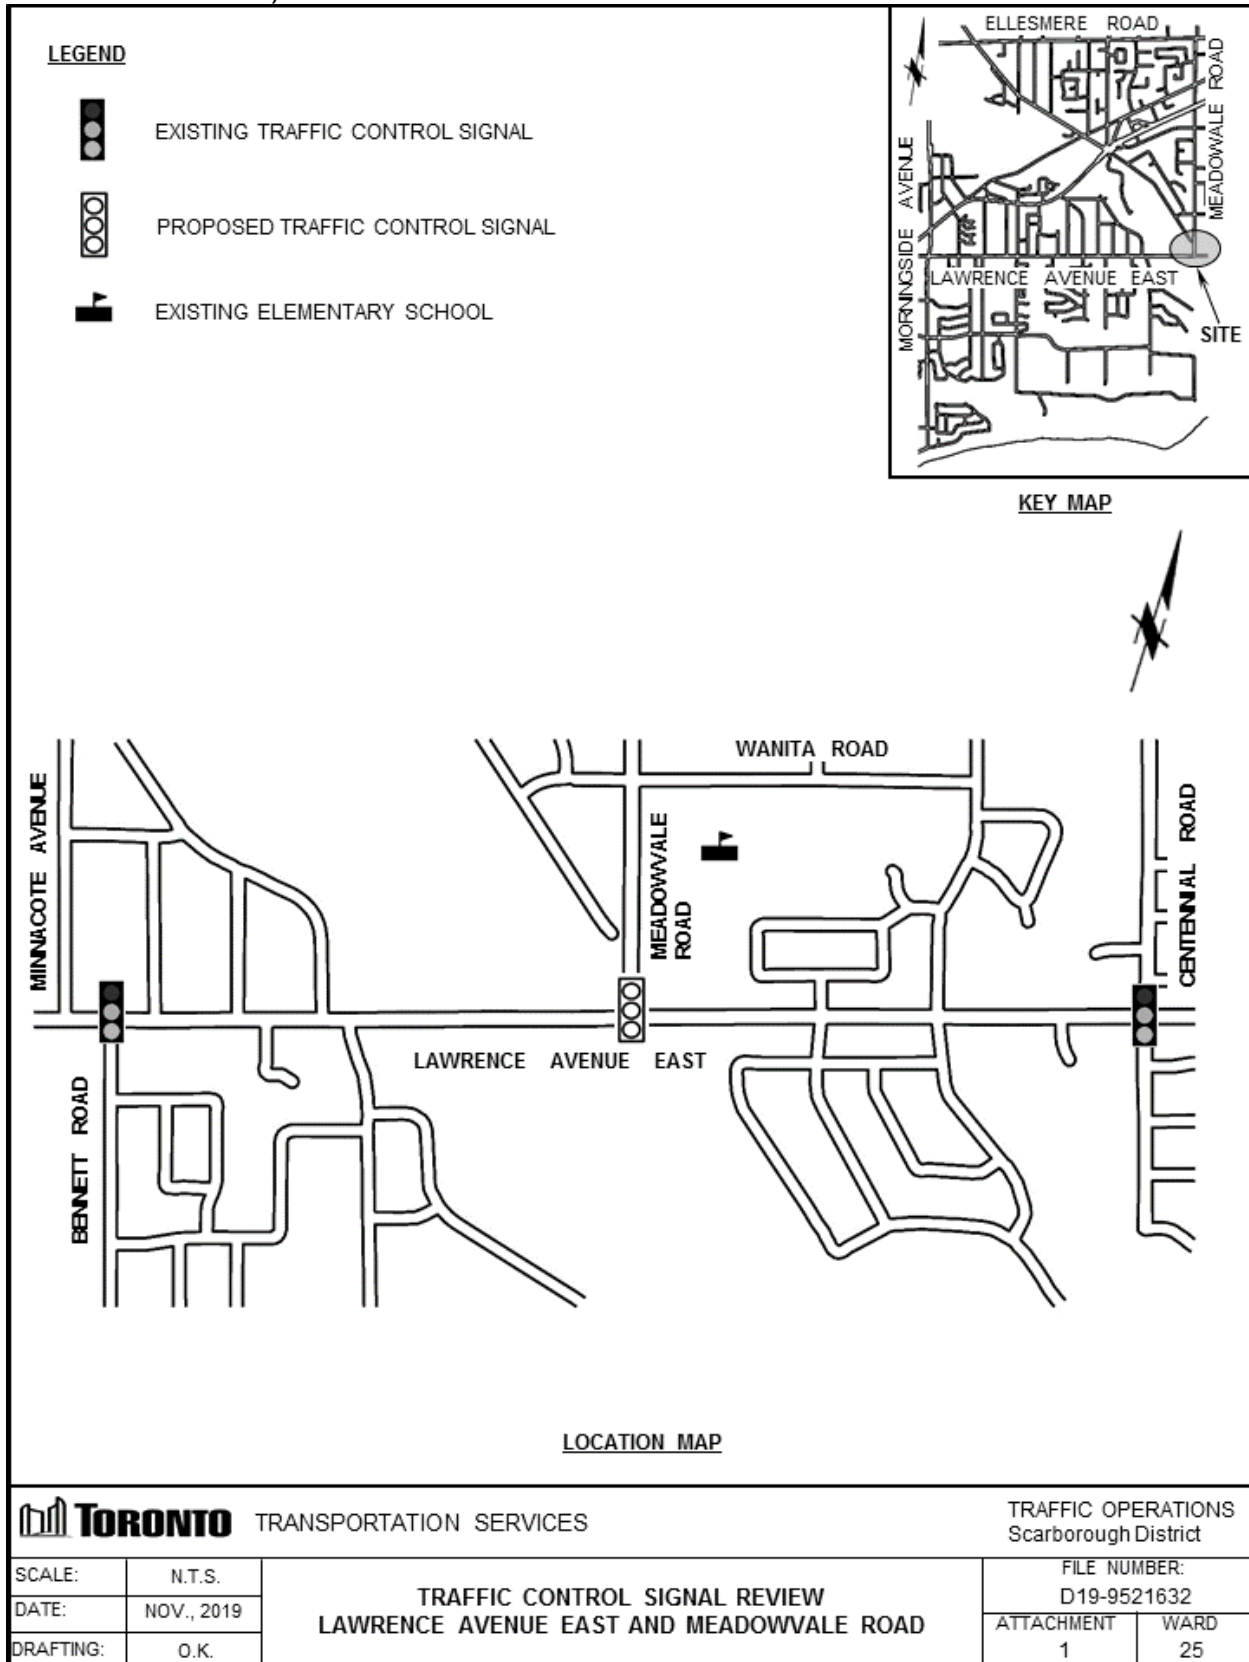 LEGEND
EXISTING TRAFFIC CONTROL SIGNAL
PROPOSED TRAFFIC CONTROL SIGNAL
EXISTING ELEMENTARY SCHOOL
ELLESMERE ROAD
MEADOWVALE ROAD
MORNINGSIDE AVENUE
LAWRENCE AVENUE EAST
SITE
KEY MAP
WANITA ROAD
MINNACOTE AVENUE
MEADOWVALE
ROAD
CENTENNIAL ROAD
LAWRENCE AVENUE EAST
BENNETT ROAD
LOCATION MAP
TORONTO TRANSPORTATION SERVICES
TRAFFIC OPERATIONS
Scarborough District
SCALE: N.T.S.
DATE: NOV., 2019
DRAFTING: O.K.
TRAFFIC CONTROL SIGNAL REVIEW
LAWRENCE AVENUE EAST AND MEADOWVALE ROAD
FILE NUMBER:
D19-9521632
ATTACHMENT WARD
1 25